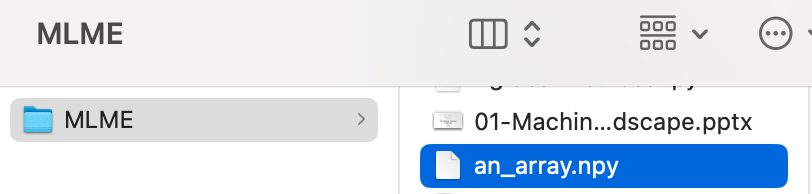 MLME
MLME
01-Machin...dscape.pptx
an_array.npy